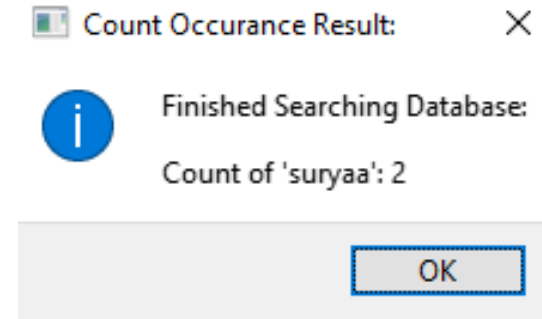 Count Occurance Result:
Finished Searching Database:
Count of 'suryaa': 2
OK